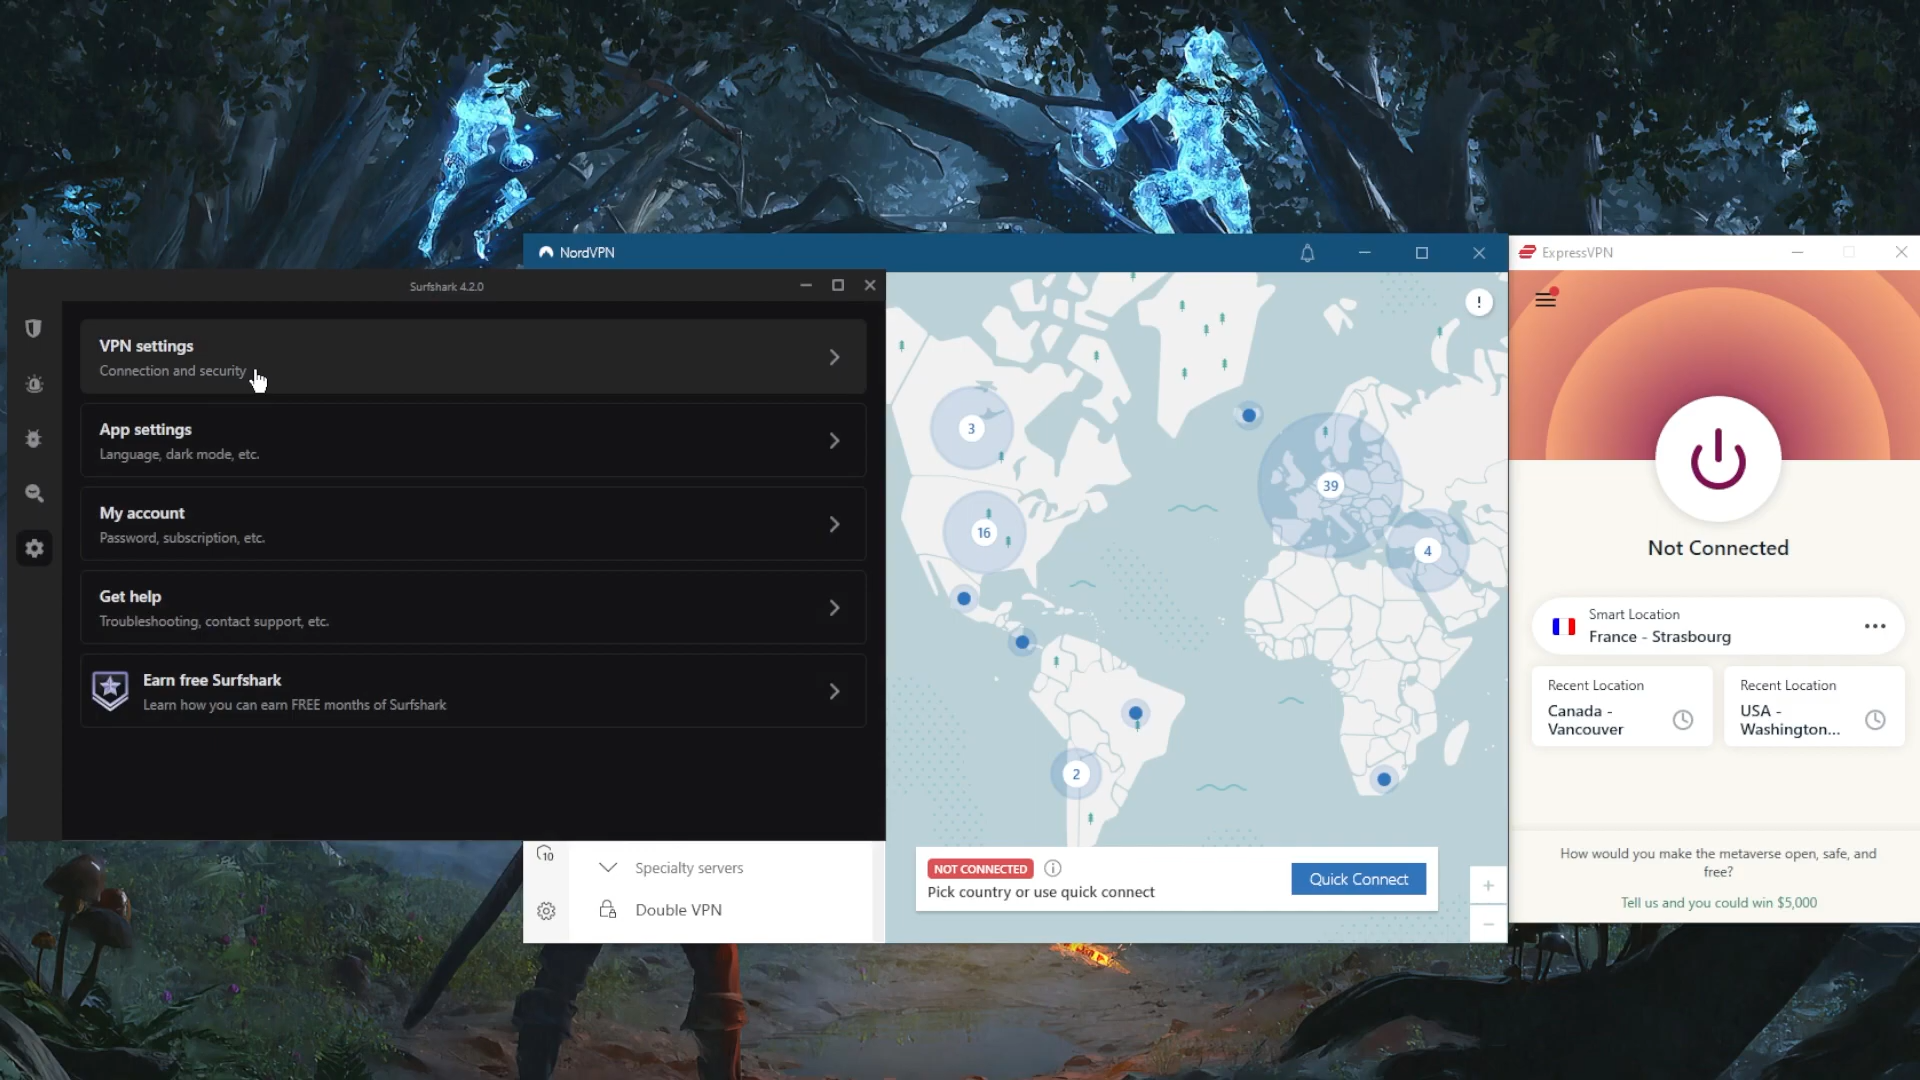 Surfshark 4.2.0
VPN settings
Connection and security
App settings
Language, dark mode, etc.
My account
Password, subscription, etc.
Get help
Troubleshooting, contact support, etc.
Earn free Surfshark
Learn how you can earn FREE months of Surfshark
NordVPN
!
3
39
16
4
2
10
Specialty servers
Double VPN
NOT CONNECTED
Pick country or use quick connect
Quick Connect
ExpressVPN
Not Connected
Smart Location
France - Strasbourg
Recent Location
Canada -
Vancouver
Recent Location
USA -
Washington...
How would you make the metaverse open, safe, and
free?
Tell us and you could win $5,000